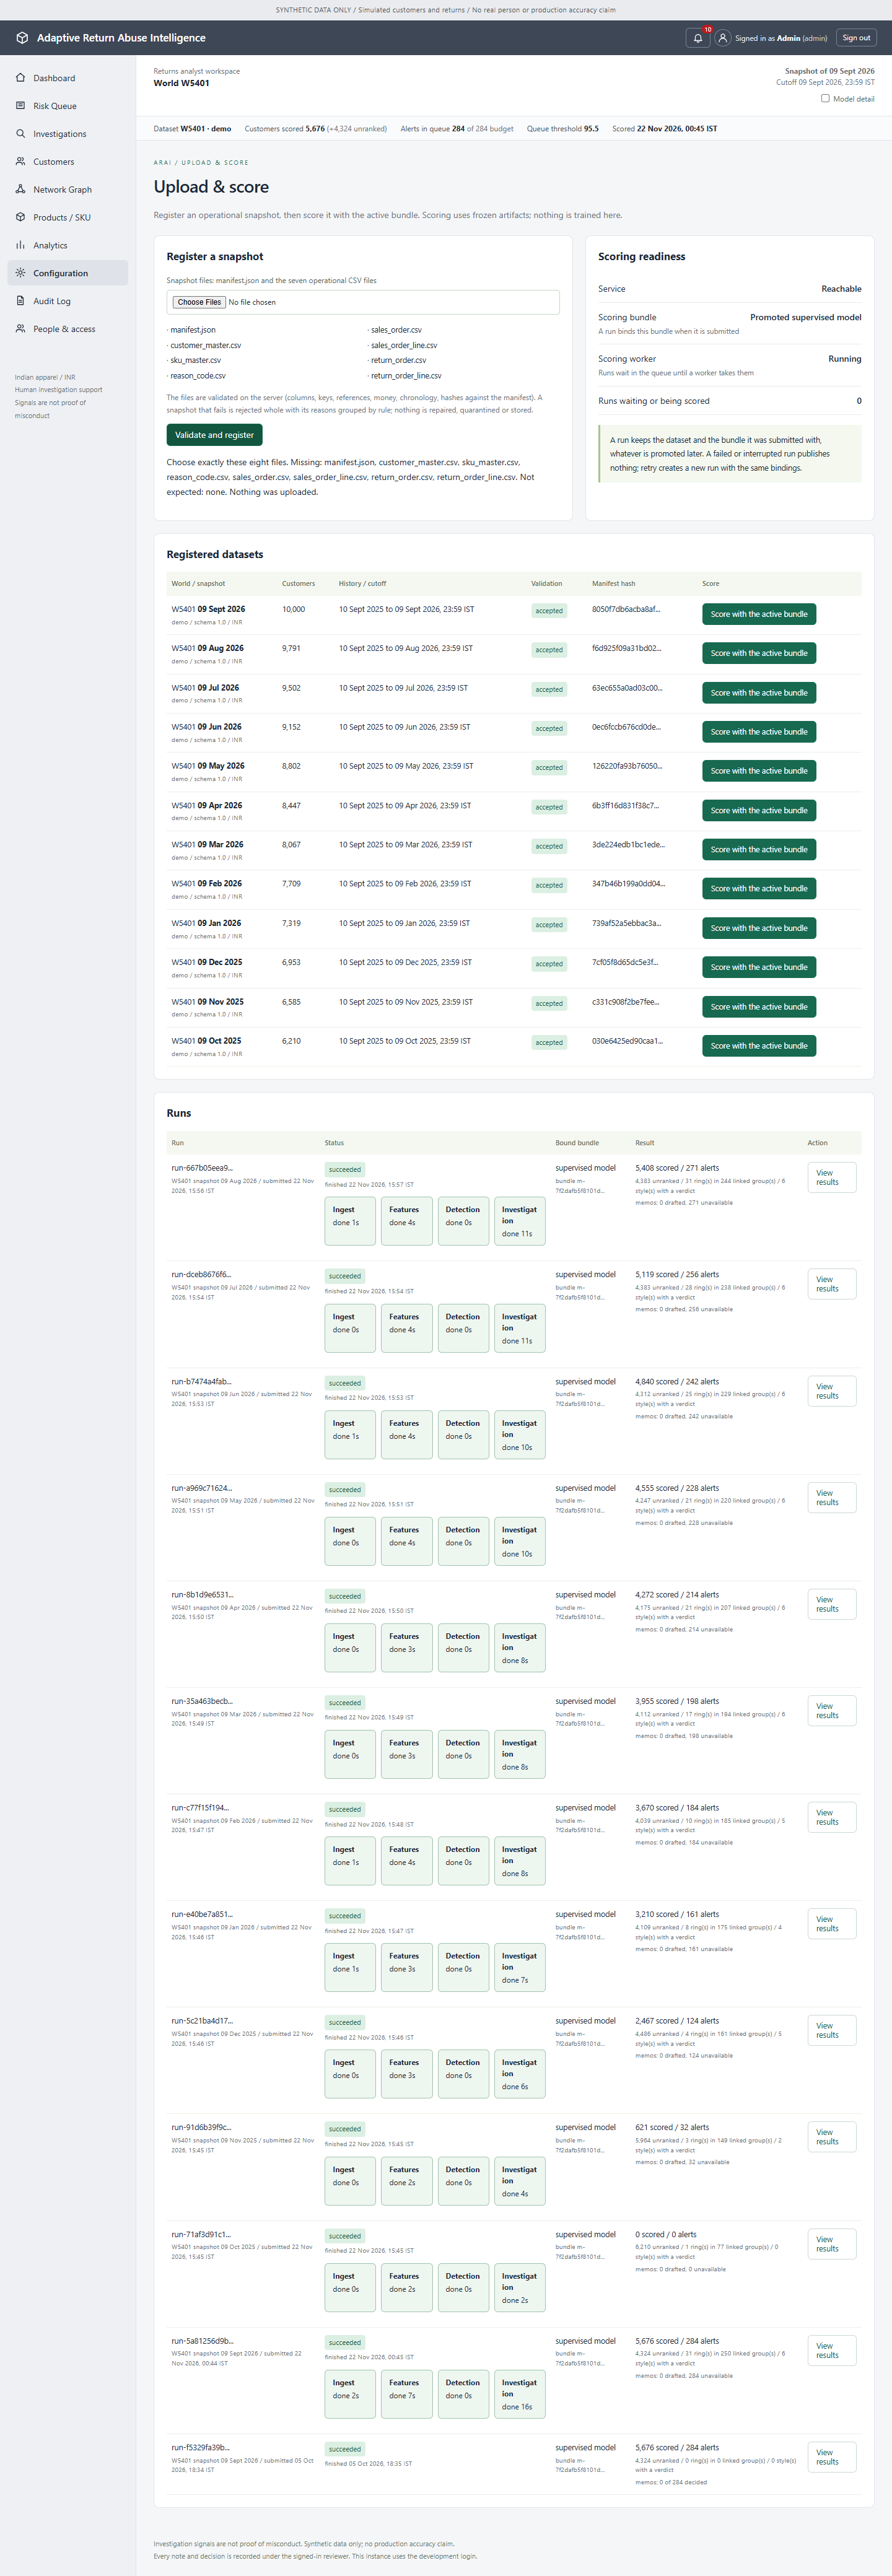 SYNTHETIC DATA ONLY / Simulated customers and returns / No real person or production accuracy claim
Adaptive Return Abuse Intelligence
10
Signed in as Admin (admin)
Sign out
Dashboard
Risk Queue
Investigations
Customers
Network Graph
Products / SKU
Analytics
Configuration
Audit Log
People & access
Indian apparel / INR
Human investigation support
Signals are not proof of
misconduct
Returns analyst workspace
World W5401
Snapshot of 09 Sept 2026
Cutoff 09 Sept 2026, 23:59 IST
Model detail
Dataset W5401 · demo Customers scored 5,676 (+4,324 unranked) Alerts in queue 284 of 284 budget Queue threshold 95.5 Scored 22 Nov 2026, 00:45 IST
ARAI / UPLOAD & SCORE
Upload & score
Register an operational snapshot, then score it with the active bundle. Scoring uses frozen artifacts; nothing is trained here.
Register a snapshot
Snapshot files: manifest.json and the seven operational CSV files
Choose Files No file chosen
· manifest.json
· customer_master.csv
· sku_master.csv
· reason_code.csv
· sales_order.csv
· sales_order_line.csv
· return_order.csv
· return_order_line.csv
The files are validated on the server (columns, keys, references, money, chronology, hashes against the manifest). A
snapshot that fails is rejected whole with its reasons grouped by rule; nothing is repaired, quarantined or stored.
Validate and register
Choose exactly these eight files. Missing: manifest.json, customer_master.csv, sku_master.csv,
reason_code.csv, sales_order.csv, sales_order_line.csv, return_order.csv, return_order_line.csv. Not
expected: none. Nothing was uploaded.
Scoring readiness
Service Reachable
Scoring bundle Promoted supervised model
A run binds this bundle when it is submitted
Scoring worker Running
Runs wait in the queue until a worker takes them
Runs waiting or being scored 0
A run keeps the dataset and the bundle it was submitted with,
whatever is promoted later. A failed or interrupted run publishes
nothing; retry creates a new run with the same bindings.
Registered datasets
World / snapshot Customers History / cutoff Validation Manifest hash Score
W5401 09 Sept 2026 10,000 10 Sept 2025 to 09 Sept 2026, 23:59 IST accepted 8050f7db6acba8af... Score with the active bundle
demo / schema 1.0 / INR
W5401 09 Aug 2026 9,791 10 Sept 2025 to 09 Aug 2026, 23:59 IST accepted f6d925f09a31bd02... Score with the active bundle
demo / schema 1.0 / INR
W5401 09 Jul 2026 9,502 10 Sept 2025 to 09 Jul 2026, 23:59 IST accepted 63ec655a0ad03c00... Score with the active bundle
demo / schema 1.0 / INR
W5401 09 Jun 2026 9,152 10 Sept 2025 to 09 Jun 2026, 23:59 IST accepted 0ec6fccb676cd0de... Score with the active bundle
demo / schema 1.0 / INR
W5401 09 May 2026 8,802 10 Sept 2025 to 09 May 2026, 23:59 IST accepted 126220fa93b76050... Score with the active bundle
demo / schema 1.0 / INR
W5401 09 Apr 2026 8,447 10 Sept 2025 to 09 Apr 2026, 23:59 IST accepted 6b3ff16d831f38c7... Score with the active bundle
demo / schema 1.0 / INR
W5401 09 Mar 2026 8,067 10 Sept 2025 to 09 Mar 2026, 23:59 IST accepted 3de224edb1bc1ede... Score with the active bundle
demo / schema 1.0 / INR
W5401 09 Feb 2026 7,709 10 Sept 2025 to 09 Feb 2026, 23:59 IST accepted 347b46b199a0dd04... Score with the active bundle
demo / schema 1.0 / INR
W5401 09 Jan 2026 7,319 10 Sept 2025 to 09 Jan 2026, 23:59 IST accepted 739af52a5ebbac3a... Score with the active bundle
demo / schema 1.0 / INR
W5401 09 Dec 2025 6,953 10 Sept 2025 to 09 Dec 2025, 23:59 IST accepted 7cf05f8d65dc5e3f... Score with the active bundle
demo / schema 1.0 / INR
W5401 09 Nov 2025 6,585 10 Sept 2025 to 09 Nov 2025, 23:59 IST accepted c331c908f2be7fee... Score with the active bundle
demo / schema 1.0 / INR
W5401 09 Oct 2025 6,210 10 Sept 2025 to 09 Oct 2025, 23:59 IST accepted 030e6425ed90caa1... Score with the active bundle
demo / schema 1.0 / INR
Runs
Run Status Bound bundle Result Action
run-667b05eea9... succeeded supervised model 5,408 scored / 271 alerts View results
W5401 snapshot 09 Aug 2026 / submitted 22 Nov 2026, 15:56 IST finished 22 Nov 2026, 15:57 IST bundle m-7f2dafb5f8101d... 4,383 unranked / 31 ring(s) in 244 linked group(s) / 6 style(s) with a verdict
memos: 0 drafted, 271 unavailable
Ingest done 1s Features done 4s Detection done 0s Investigation done 11s
run-dceb8676f6... succeeded supervised model 5,119 scored / 256 alerts View results
W5401 snapshot 09 Jul 2026 / submitted 22 Nov 2026, 15:54 IST finished 22 Nov 2026, 15:54 IST bundle m-7f2dafb5f8101d... 4,383 unranked / 28 ring(s) in 238 linked group(s) / 6 style(s) with a verdict
memos: 0 drafted, 256 unavailable
Ingest done 0s Features done 4s Detection done 0s Investigation done 11s
run-b7474a4fab... succeeded supervised model 4,840 scored / 242 alerts View results
W5401 snapshot 09 Jun 2026 / submitted 22 Nov 2026, 15:53 IST finished 22 Nov 2026, 15:53 IST bundle m-7f2dafb5f8101d... 4,312 unranked / 25 ring(s) in 229 linked group(s) / 6 style(s) with a verdict
memos: 0 drafted, 242 unavailable
Ingest done 1s Features done 4s Detection done 0s Investigation done 10s
run-a969c71624... succeeded supervised model 4,555 scored / 228 alerts View results
W5401 snapshot 09 May 2026 / submitted 22 Nov 2026, 15:51 IST finished 22 Nov 2026, 15:51 IST bundle m-7f2dafb5f8101d... 4,247 unranked / 21 ring(s) in 220 linked group(s) / 6 style(s) with a verdict
memos: 0 drafted, 228 unavailable
Ingest done 0s Features done 4s Detection done 0s Investigation done 10s
run-8b1d9e6531... succeeded supervised model 4,272 scored / 214 alerts View results
W5401 snapshot 09 Apr 2026 / submitted 22 Nov 2026, 15:50 IST finished 22 Nov 2026, 15:50 IST bundle m-7f2dafb5f8101d... 4,175 unranked / 21 ring(s) in 207 linked group(s) / 6 style(s) with a verdict
memos: 0 drafted, 214 unavailable
Ingest done 0s Features done 3s Detection done 0s Investigation done 8s
run-35a463becb... succeeded supervised model 3,955 scored / 198 alerts View results
W5401 snapshot 09 Mar 2026 / submitted 22 Nov 2026, 15:49 IST finished 22 Nov 2026, 15:49 IST bundle m-7f2dafb5f8101d... 4,112 unranked / 17 ring(s) in 194 linked group(s) / 6 style(s) with a verdict
memos: 0 drafted, 198 unavailable
Ingest done 0s Features done 3s Detection done 0s Investigation done 8s
run-c77f15f194... succeeded supervised model 3,670 scored / 184 alerts View results
W5401 snapshot 09 Feb 2026 / submitted 22 Nov 2026, 15:47 IST finished 22 Nov 2026, 15:48 IST bundle m-7f2dafb5f8101d... 4,039 unranked / 10 ring(s) in 185 linked group(s) / 5 style(s) with a verdict
memos: 0 drafted, 184 unavailable
Ingest done 1s Features done 4s Detection done 0s Investigation done 8s
run-e40be7a851... succeeded supervised model 3,210 scored / 161 alerts View results
W5401 snapshot 09 Jan 2026 / submitted 22 Nov 2026, 15:46 IST finished 22 Nov 2026, 15:47 IST bundle m-7f2dafb5f8101d... 4,109 unranked / 8 ring(s) in 175 linked group(s) / 4 style(s) with a verdict
memos: 0 drafted, 161 unavailable
Ingest done 1s Features done 3s Detection done 0s Investigation done 7s
run-5c21ba4d17... succeeded supervised model 2,467 scored / 124 alerts View results
W5401 snapshot 09 Dec 2025 / submitted 22 Nov 2026, 15:46 IST finished 22 Nov 2026, 15:46 IST bundle m-7f2dafb5f8101d... 4,486 unranked / 4 ring(s) in 161 linked group(s) / 5 style(s) with a verdict
memos: 0 drafted, 124 unavailable
Ingest done 0s Features done 3s Detection done 0s Investigation done 6s
run-91d6b39f9c... succeeded supervised model 621 scored / 32 alerts View results
W5401 snapshot 09 Nov 2025 / submitted 22 Nov 2026, 15:45 IST finished 22 Nov 2026, 15:45 IST bundle m-7f2dafb5f8101d... 5,964 unranked / 3 ring(s) in 149 linked group(s) / 2 style(s) with a verdict
memos: 0 drafted, 32 unavailable
Ingest done 0s Features done 2s Detection done 0s Investigation done 4s
run-71af3d91c1... succeeded supervised model 0 scored / 0 alerts View results
W5401 snapshot 09 Oct 2025 / submitted 22 Nov 2026, 15:45 IST finished 22 Nov 2026, 15:45 IST bundle m-7f2dafb5f8101d... 6,210 unranked / 1 ring(s) in 77 linked group(s) / 0 style(s) with a verdict
memos: 0 drafted, 0 unavailable
Ingest done 0s Features done 2s Detection done 0s Investigation done 2s
run-5a81256d9b... succeeded supervised model 5,676 scored / 284 alerts View results
W5401 snapshot 09 Sept 2026 / submitted 22 Nov 2026, 00:44 IST finished 22 Nov 2026, 00:45 IST bundle m-7f2dafb5f8101d... 4,324 unranked / 31 ring(s) in 250 linked group(s) / 6 style(s) with a verdict
memos: 0 drafted, 284 unavailable
Ingest done 2s Features done 7s Detection done 0s Investigation done 16s
run-f5329fa39b... succeeded supervised model 5,676 scored / 284 alerts View results
W5401 snapshot 09 Sept 2026 / submitted 05 Oct 2026, 18:34 IST finished 05 Oct 2026, 18:35 IST bundle m-7f2dafb5f8101d... 4,324 unranked / 0 ring(s) in 0 linked group(s) / 0 style(s) with a verdict
memos: 0 of 284 decided
Investigation signals are not proof of misconduct. Synthetic data only; no production accuracy claim.
Every note and decision is recorded under the signed-in reviewer. This instance uses the development login.